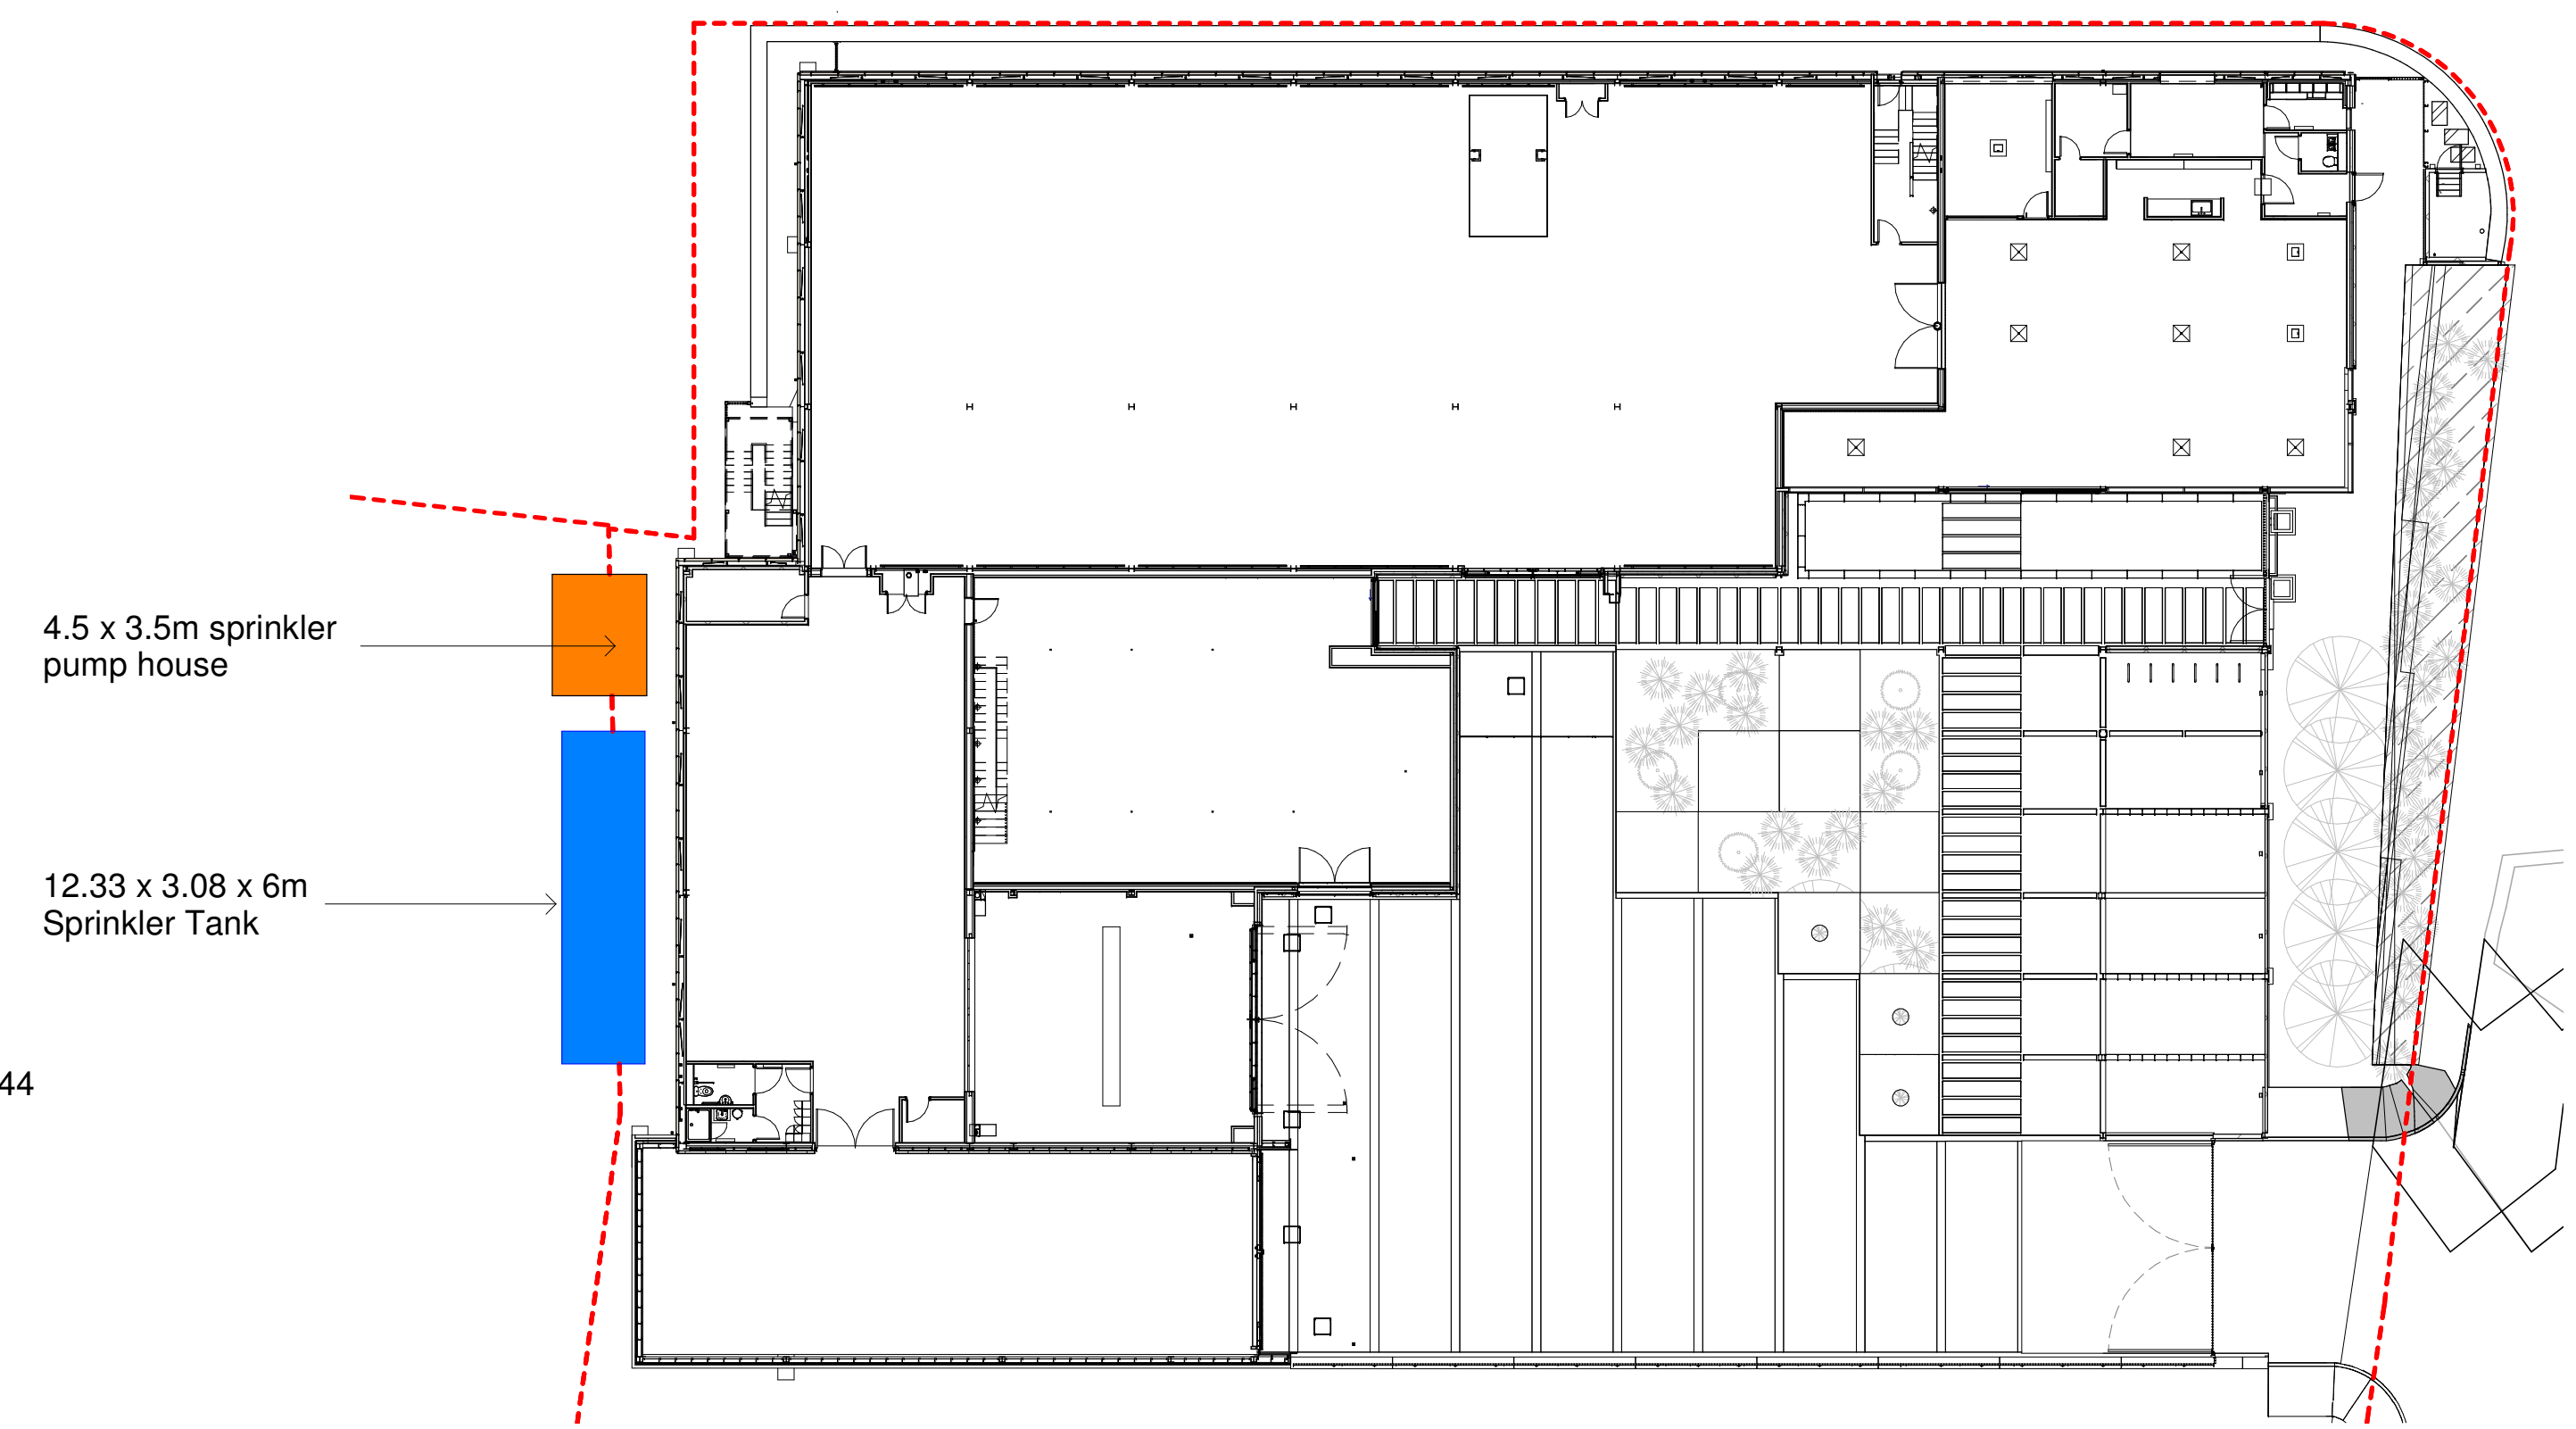 4.5 x 3.5m sprinkler
pump house
12.33 x 3.08 x 6m
Sprinkler Tank
44